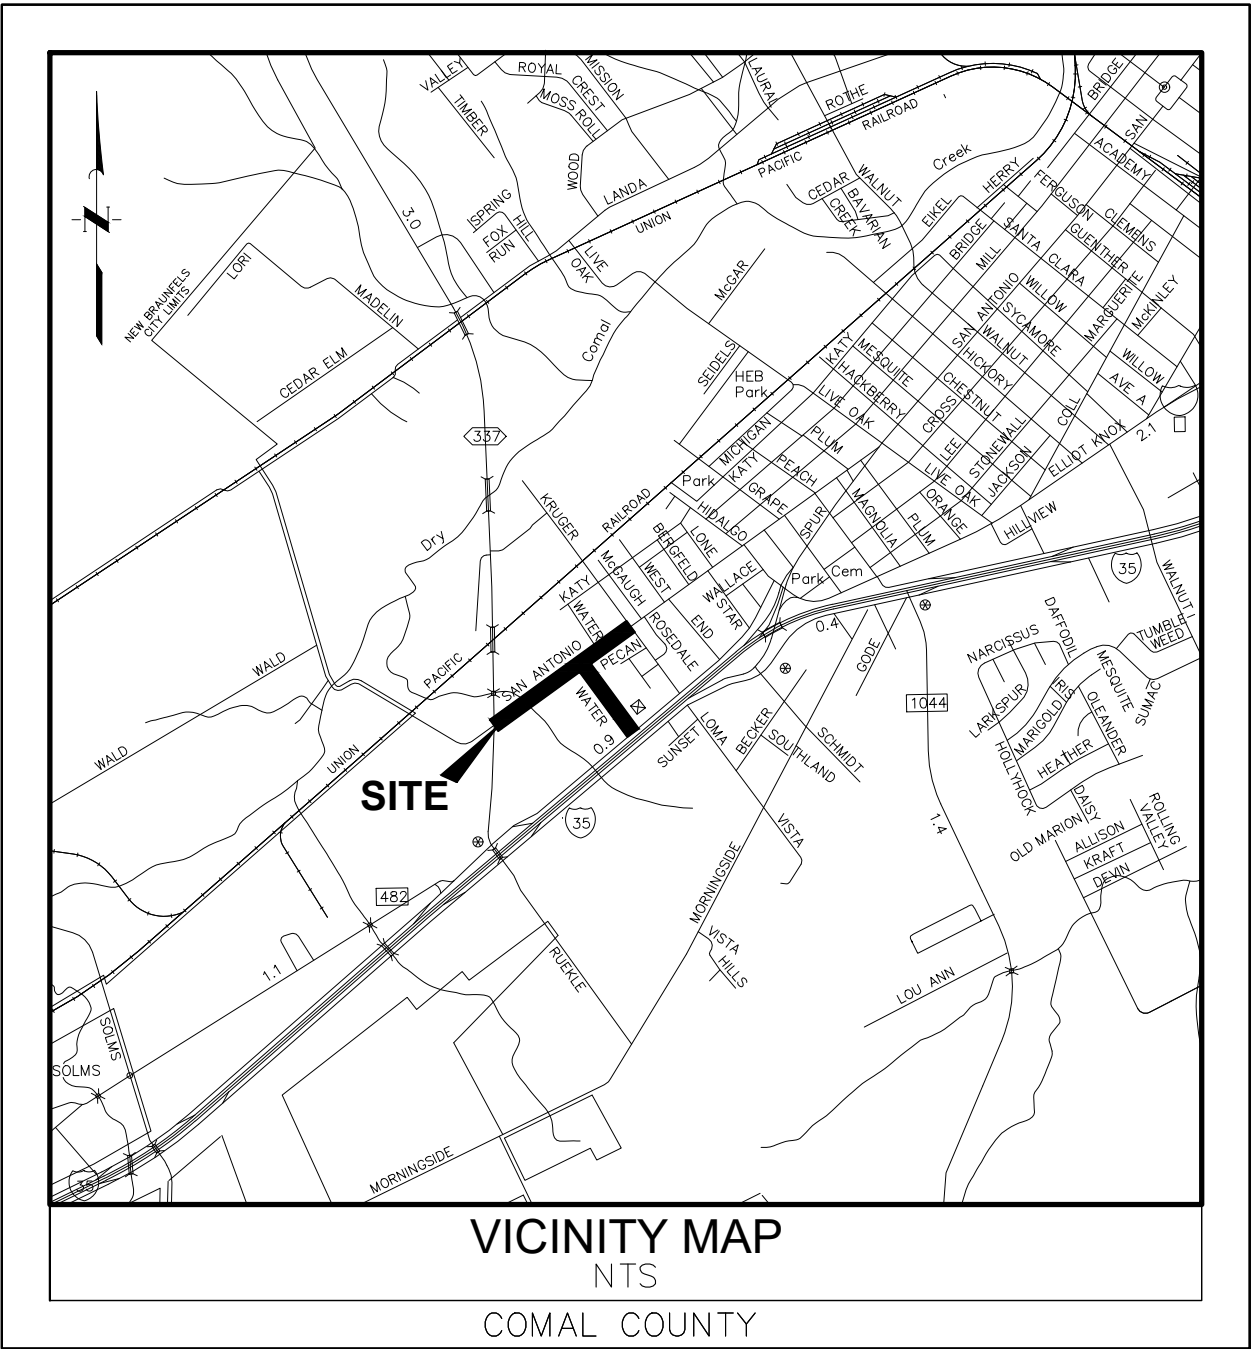 VALLEY
TIMBER
ROYAL
CREST
MISSION
MOSS ROLL
WOOD
LANDA
LAURAL
ROTHE
RAILROAD
PACIFIC
UNION
CEDAR
CREEK
WALNUT
BAVARIAN
Creek
EIKEL
HERRY
BRIDGE
BRIDGE
SAN
ACADEMY
FERGUSON
CLEMENS
GUENTHER
SANTA
CLARA
MILL
SAN ANTONIO
WILLOW
SYCAMORE
WALNUT
HICKORY
MARGUERITE
McKINLEY
WILLOW
AVE A
3.0
SPRING
FOX
RUN
HILL
LIVE
OAK
McGAR
Comal
NEW BRAUNFELS
CITY LIMITS
LORI
MADELIN
CEDAR ELM
SEIDELS
HEB
Park
KATY
MESQUITE
HACKBERRY
LIVE OAK
CHESTNUT
CROSS
LEE
STONEWALL
JACKSON
COLL
ELLIOT KNOX
2.1
337
MICHIGAN
KATY
PLUM
PEACH
GRAPE
Park
HIDALGO
LIVE OAK
ORANGE
PLUM
MAGNOLIA
SPUR
HILLVIEW
KRUGER
RAILROAD
Dry
BERGFELD
LONE
STAR
WEST
END
WALLACE
McGAUGH
KATY
WATER
ROSEDALE
Park
Cem
35
WALNUT
TUMBLE
WEED
0.4
GODE
DAFFODIL
NARCISSUS
MESQUITE
SUMAC
IRIS
OLEANDER
LARKSPUR
MARIGOLD
HEATHER
HOLLYHOCK
DAISY
WALD
WALD
PACIFIC
UNION
SAN ANTONIO
PECAN
WATER
0.9
SUNSET
LOMA
VISTA
BECKER
SOUTHLAND
SCHMIDT
1044
1.4
SITE
35
OLD MARION
ALLISON
KRAFT
DEVIN
ROLLING
VALLEY
482
1.1
MORNINGSIDE
RUEKLE
VISTA
HILLS
LOU ANN
SOLMS
SOLMS
35
MORNINGSIDE
VICINITY MAP
NTS
COMAL COUNTY